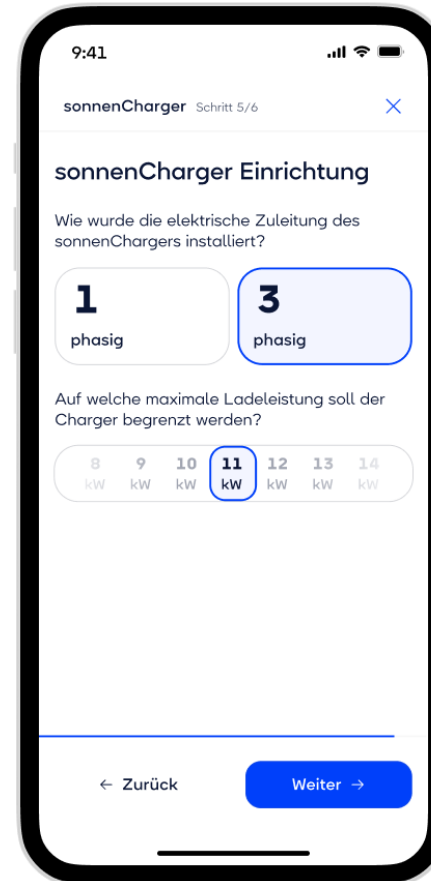 9:41
sonnenCharger Schritt 5/6
sonnenCharger Einrichtung
Wie wurde die elektrische Zuleitung des
sonnenChargers installiert?
1 3
phasig phasig
Auf welche maximale Ladeleistung soll der
Charger begrenzt werden?
8 9 10 11 12 13 14
kW kW kW kW kW kW kW
← Zurück Weiter →